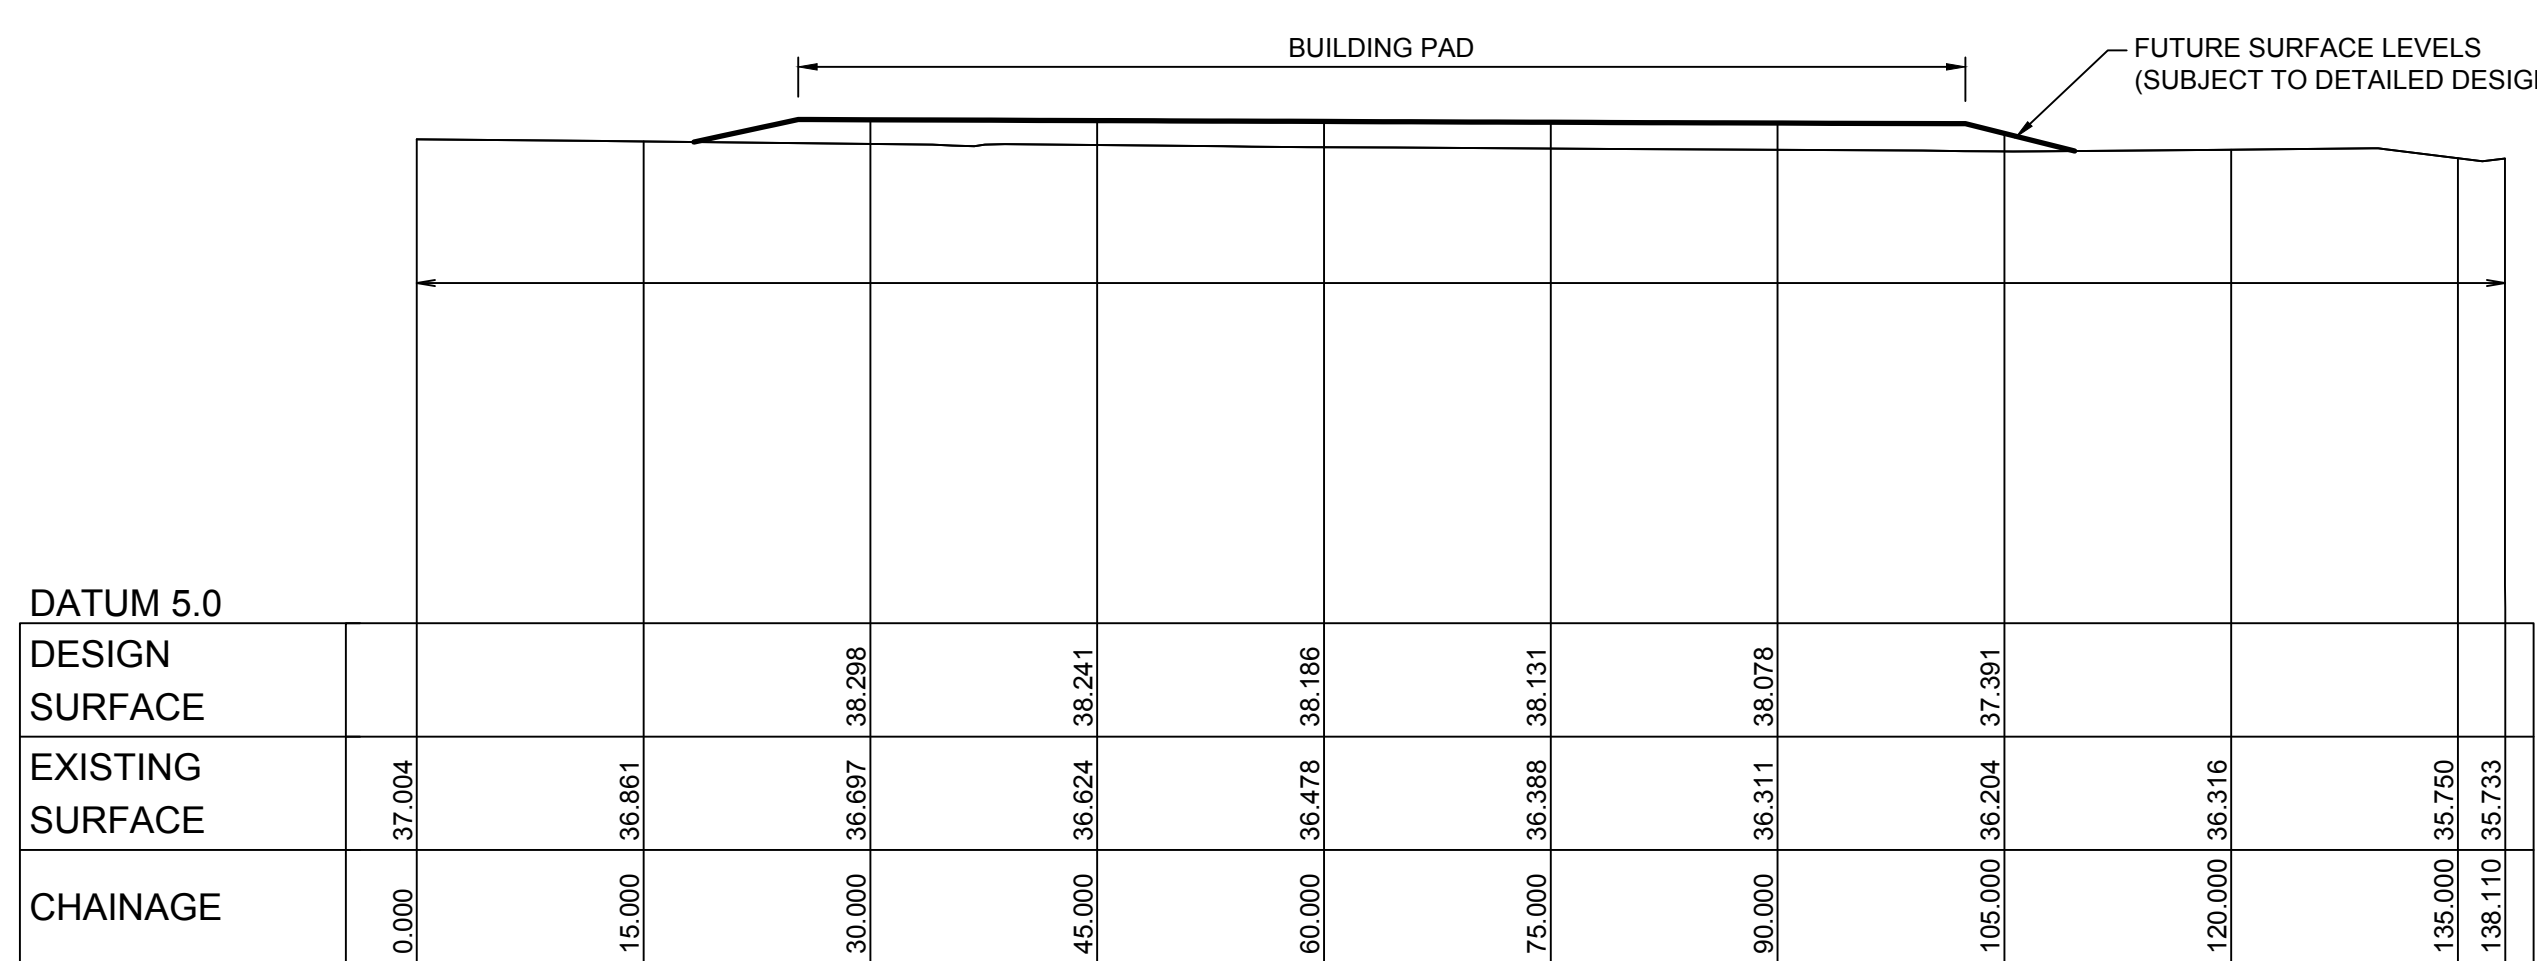 BUILDING PAD
FUTURE SURFACE LEVELS
(SUBJECT TO DETAILED DESIGN
DATUM 5.0
DESIGN
SURFACE
38.298 38.241 38.186 38.131 38.078 37.391
EXISTING
SURFACE
37.004 36.861 36.697 36.624 36.478 36.388 36.311 36.204 36.316 35.750 35.733
CHAINAGE
0.000 15.000 30.000 45.000 60.000 75.000 90.000 105.000 120.000 135.000 138.110